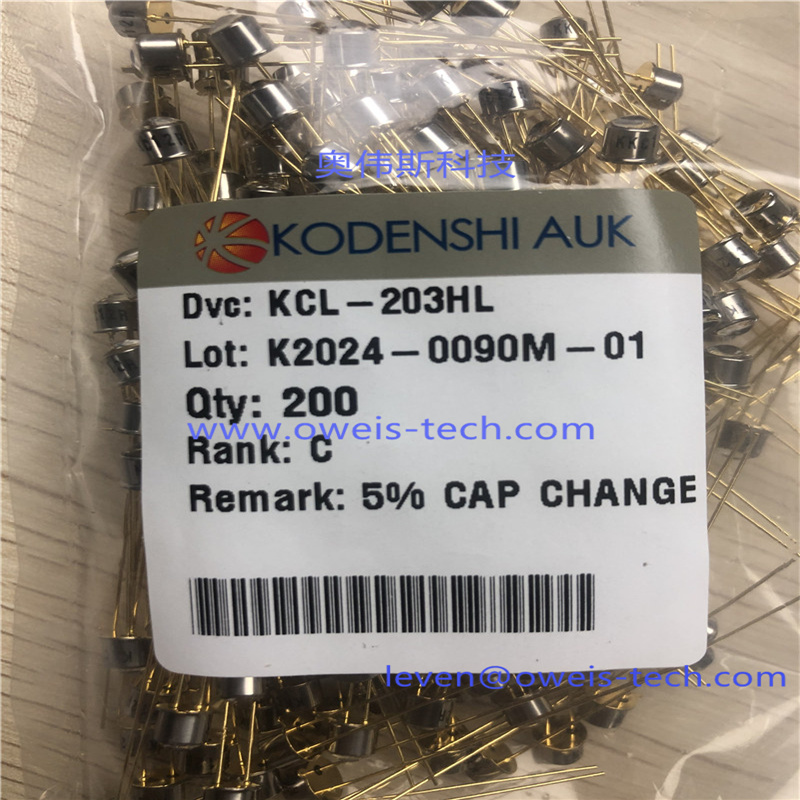 奥伟斯科技
KODENSHI AUK
Dvc: KCL-203HL
Lot: K2024-0090M-01
Qty: 200
www.oweis-tech.com
Rank: C
Remark: 5% CAP CHANGE
leven@oweis-tech.com